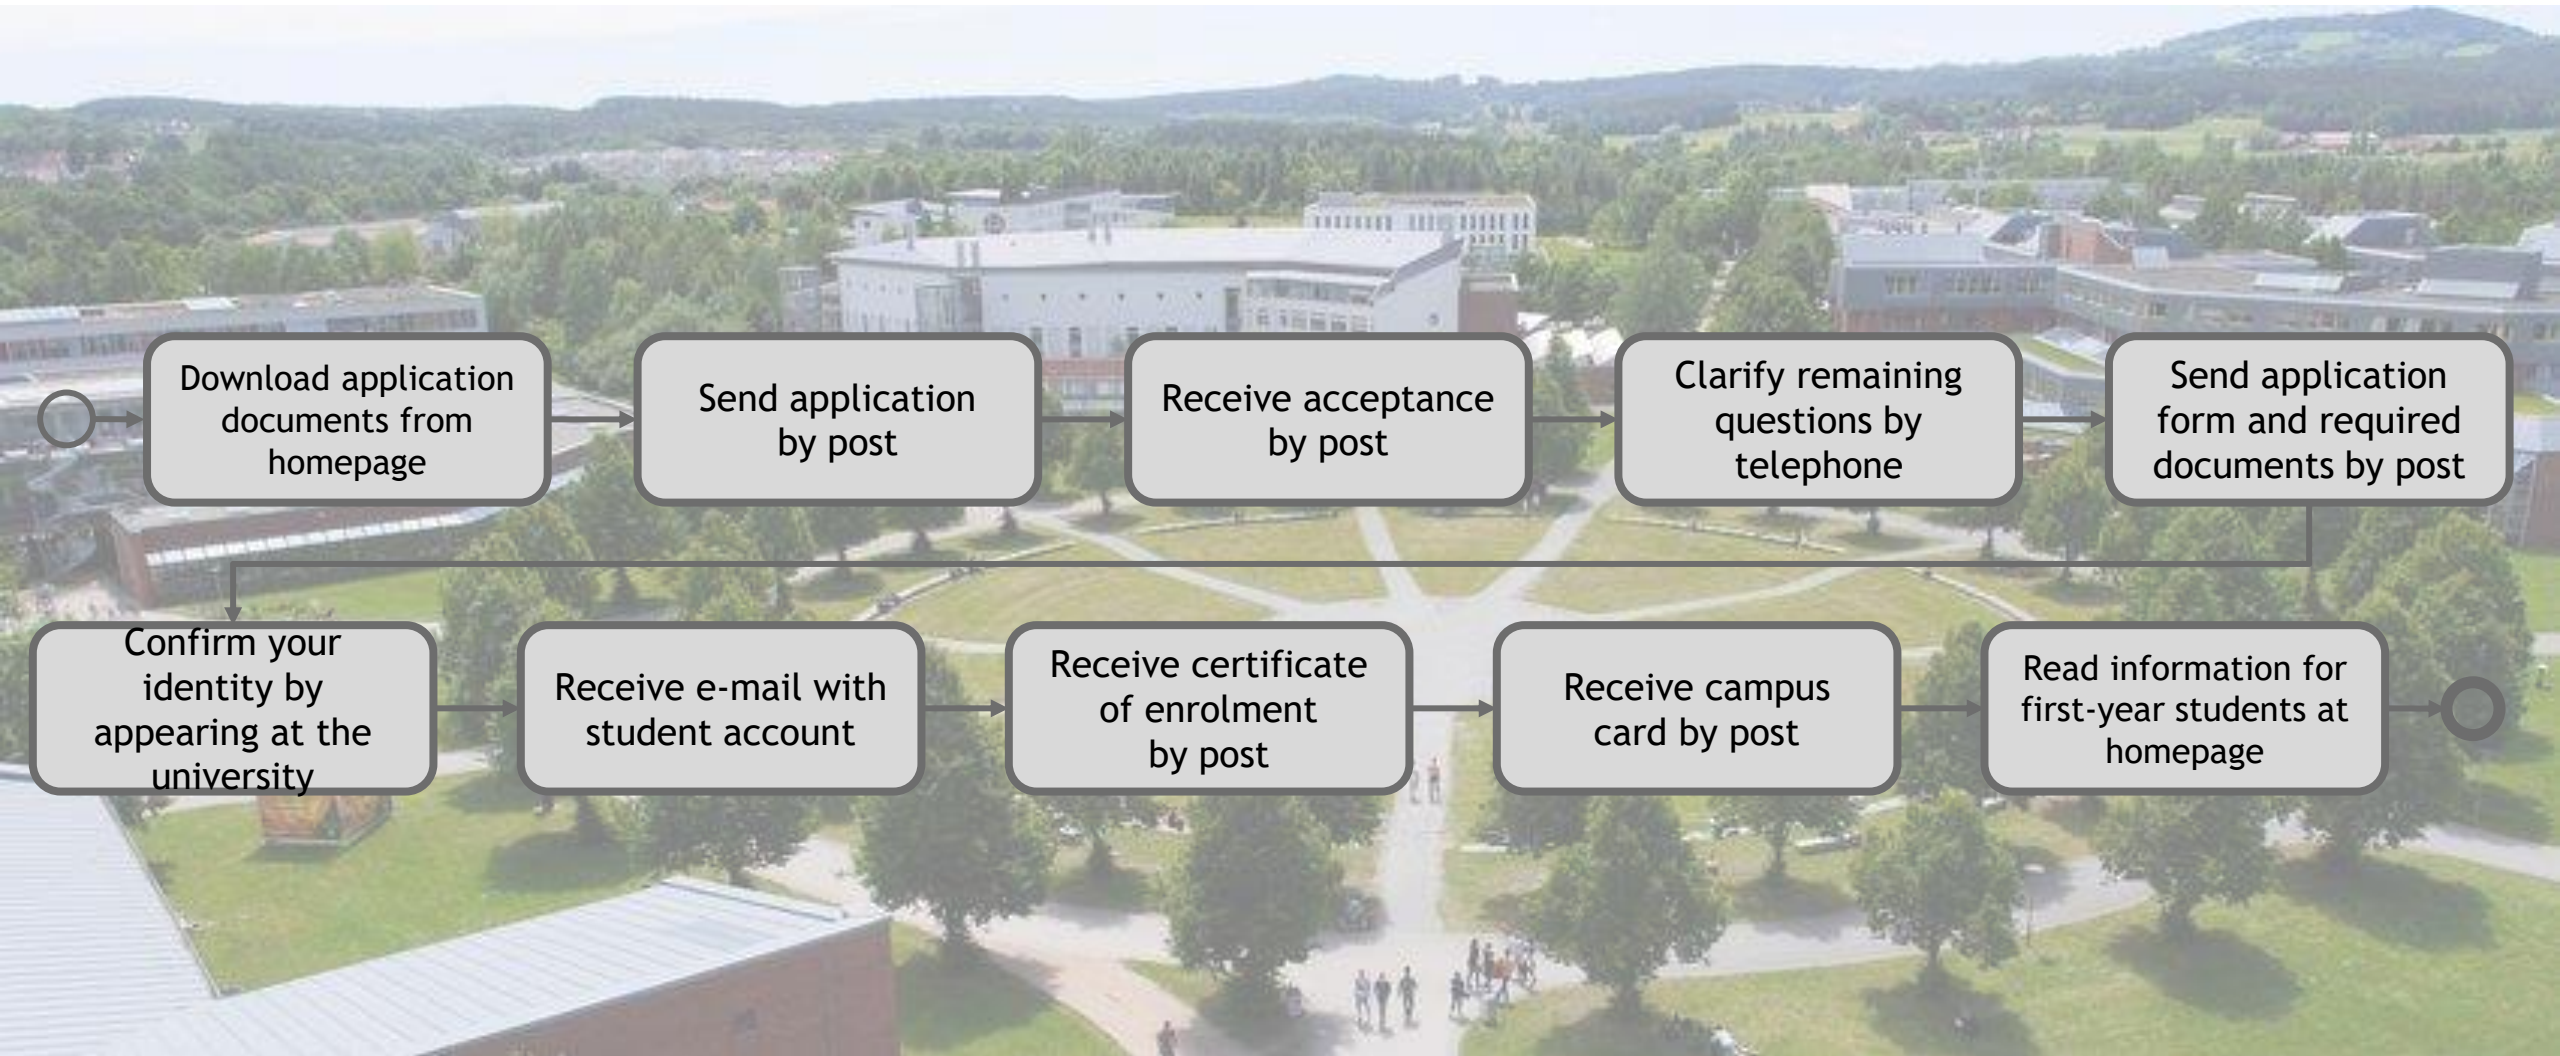 Download application
documents from
homepage
Send application
by post
Receive acceptance
by post
Clarify remaining
questions by
telephone
Send application
form and required
documents by post
Confirm your
identity by
appearing at the
university
Receive e-mail with
student account
Receive certificate
of enrolment
by post
Receive campus
card by post
Read information for
first-year students at
homepage